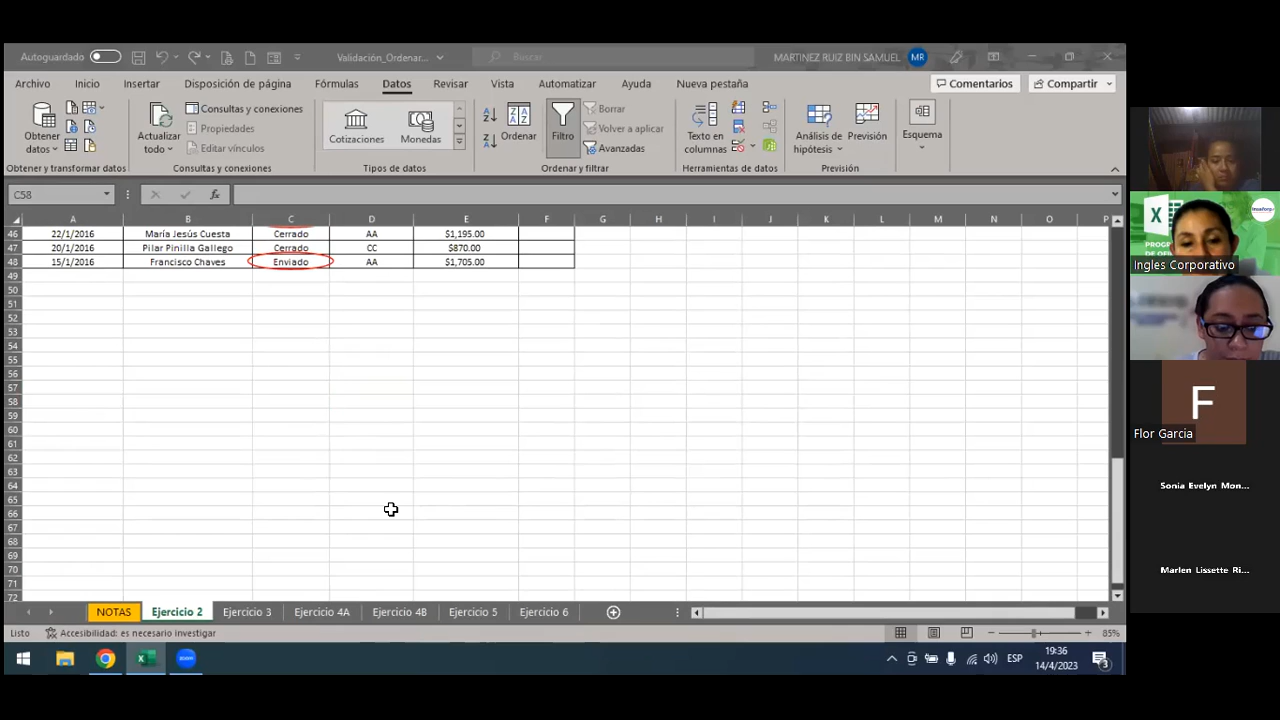 Autoguardado Validación_Ordenar... Buscar MARTINEZ RUIZ BIN SAMUEL MR
Archivo Inicio Insertar Disposición de página Fórmulas Datos Revisar Vista Automatizar Ayuda Nueva pestaña Comentarios Compartir
Obtener datos
Actualizar todo
Consultas y conexiones
Propiedades
Editar vínculos
Cotizaciones Monedas
Ordenar
Filtro
Borrar
Volver a aplicar
Avanzadas
Texto en columnas
Análisis de hipótesis
Previsión
Esquema
Obtener y transformar datos Consultas y conexiones Tipos de datos Ordenar y filtrar Herramientas de datos Previsión
C58 fx
A B C D E F G H I J K L M N O P
46 22/1/2016 María Jesús Cuesta Cerrado AA $1,195.00
47 20/1/2016 Pilar Pinilla Gallego Cerrado CC $870.00
48 15/1/2016 Francisco Chaves Enviado AA $1,705.00
49
50
51
52
53
54
55
56
57
58
59
60
61
62
63
64
65
66
67
68
69
70
71
72
NOTAS Ejercicio 2 Ejercicio 3 Ejercicio 4A Ejercicio 4B Ejercicio 5 Ejercicio 6
Listo Accesibilidad: es necesario investigar 85%
zoom ESP 19:36
14/4/2023
3
X
Ingles Corporativo
F
Flor Garcia
Sonia Evelyn Mon...
Marlen Lissette Ri...